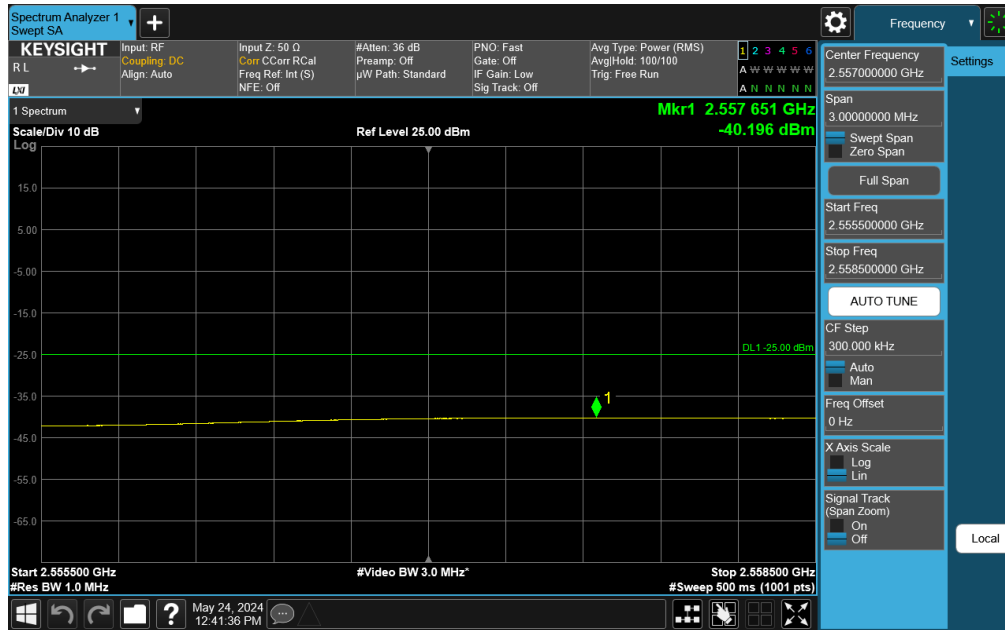 Spectrum Analyzer 1
Swept SA
Frequency
KEYSIGHT
R L
LXI
Input: RF
Coupling: DC
Align: Auto
Input Z: 50 Ω
Corr CCorr RCal
Freq Ref: Int (S)
NFE: Off
#Atten: 36 dB
Preamp: Off
µW Path: Standard
PNO: Fast
Gate: Off
IF Gain: Low
Sig Track: Off
Avg Type: Power (RMS)
Avg|Hold: 100/100
Trig: Free Run
1 2 3 4 5 6
A W W W W W
A N N N N N
1 Spectrum
Scale/Div 10 dB
Log
Ref Level 25.00 dBm
Mkr1 2.557 651 GHz
-40.196 dBm
15.0
5.00
-5.00
-15.0
-25.0
DL1 -25.00 dBm
-35.0
1
-45.0
-55.0
-65.0
Start 2.555500 GHz
#Res BW 1.0 MHz
#Video BW 3.0 MHz*
Stop 2.558500 GHz
#Sweep 500 ms (1001 pts)
Center Frequency
2.557000000 GHz
Settings
Span
3.00000000 MHz
Swept Span
Zero Span
Full Span
Start Freq
2.555500000 GHz
Stop Freq
2.558500000 GHz
AUTO TUNE
CF Step
300.000 kHz
Auto
Man
Freq Offset
0 Hz
X Axis Scale
Log
Lin
Signal Track
(Span Zoom)
On
Off
Local
?
May 24, 2024
12:41:36 PM